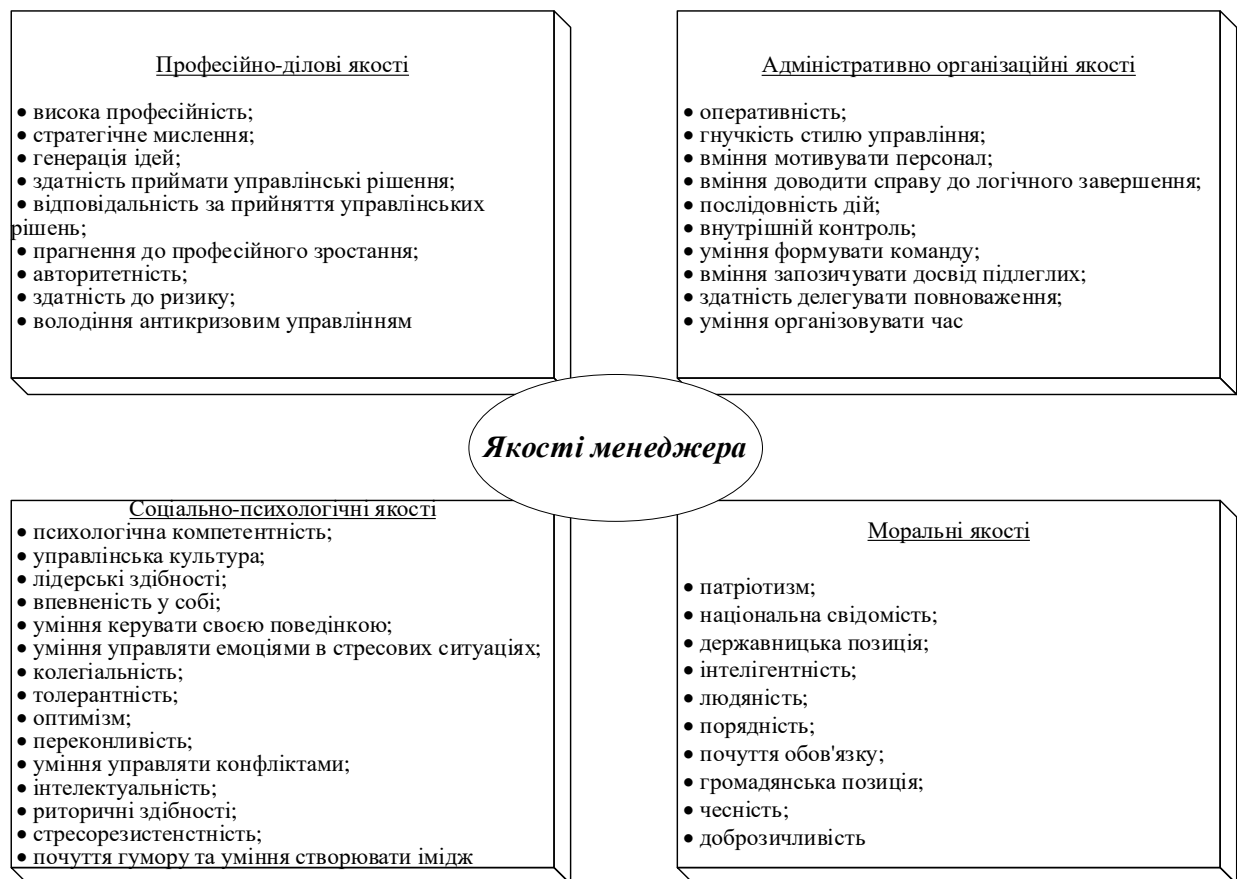 Професійно-ділові якості
• висока професійність;
• стратегічне мислення;
• генерація ідей;
• здатність приймати управлінські рішення;
• відповідальність за прийняття управлінських
рішень;
• прагнення до професійного зростання;
• авторитетність;
• здатність до ризику;
• володіння антикризовим управлінням
Адміністративно організаційні якості
• оперативність;
• гнучкість стилю управління;
• вміння мотивувати персонал;
• вміння доводити справу до логічного завершення;
• послідовність дій;
• внутрішній контроль;
• уміння формувати команду;
• вміння запозичувати досвід підлеглих;
• здатність делегувати повноваження;
• уміння організовувати час
Якості менеджера
Соціально-психологічні якості
• психологічна компетентність;
• управлінська культура;
• лідерські здібності;
• впевненість у собі;
• уміння керувати своєю поведінкою;
• уміння управляти емоціями в стресових ситуаціях;
• колегіальність;
• толерантність;
• оптимізм;
• переконливість;
• уміння управляти конфліктами;
• інтелектуальність;
• риторичні здібності;
• стресорезистенстність;
• почуття гумору та уміння створювати імідж
Моральні якості
• патріотизм;
• національна свідомість;
• державницька позиція;
• інтелігентність;
• людяність;
• порядність;
• почуття обов'язку;
• громадянська позиція;
• чесність;
• доброзичливість